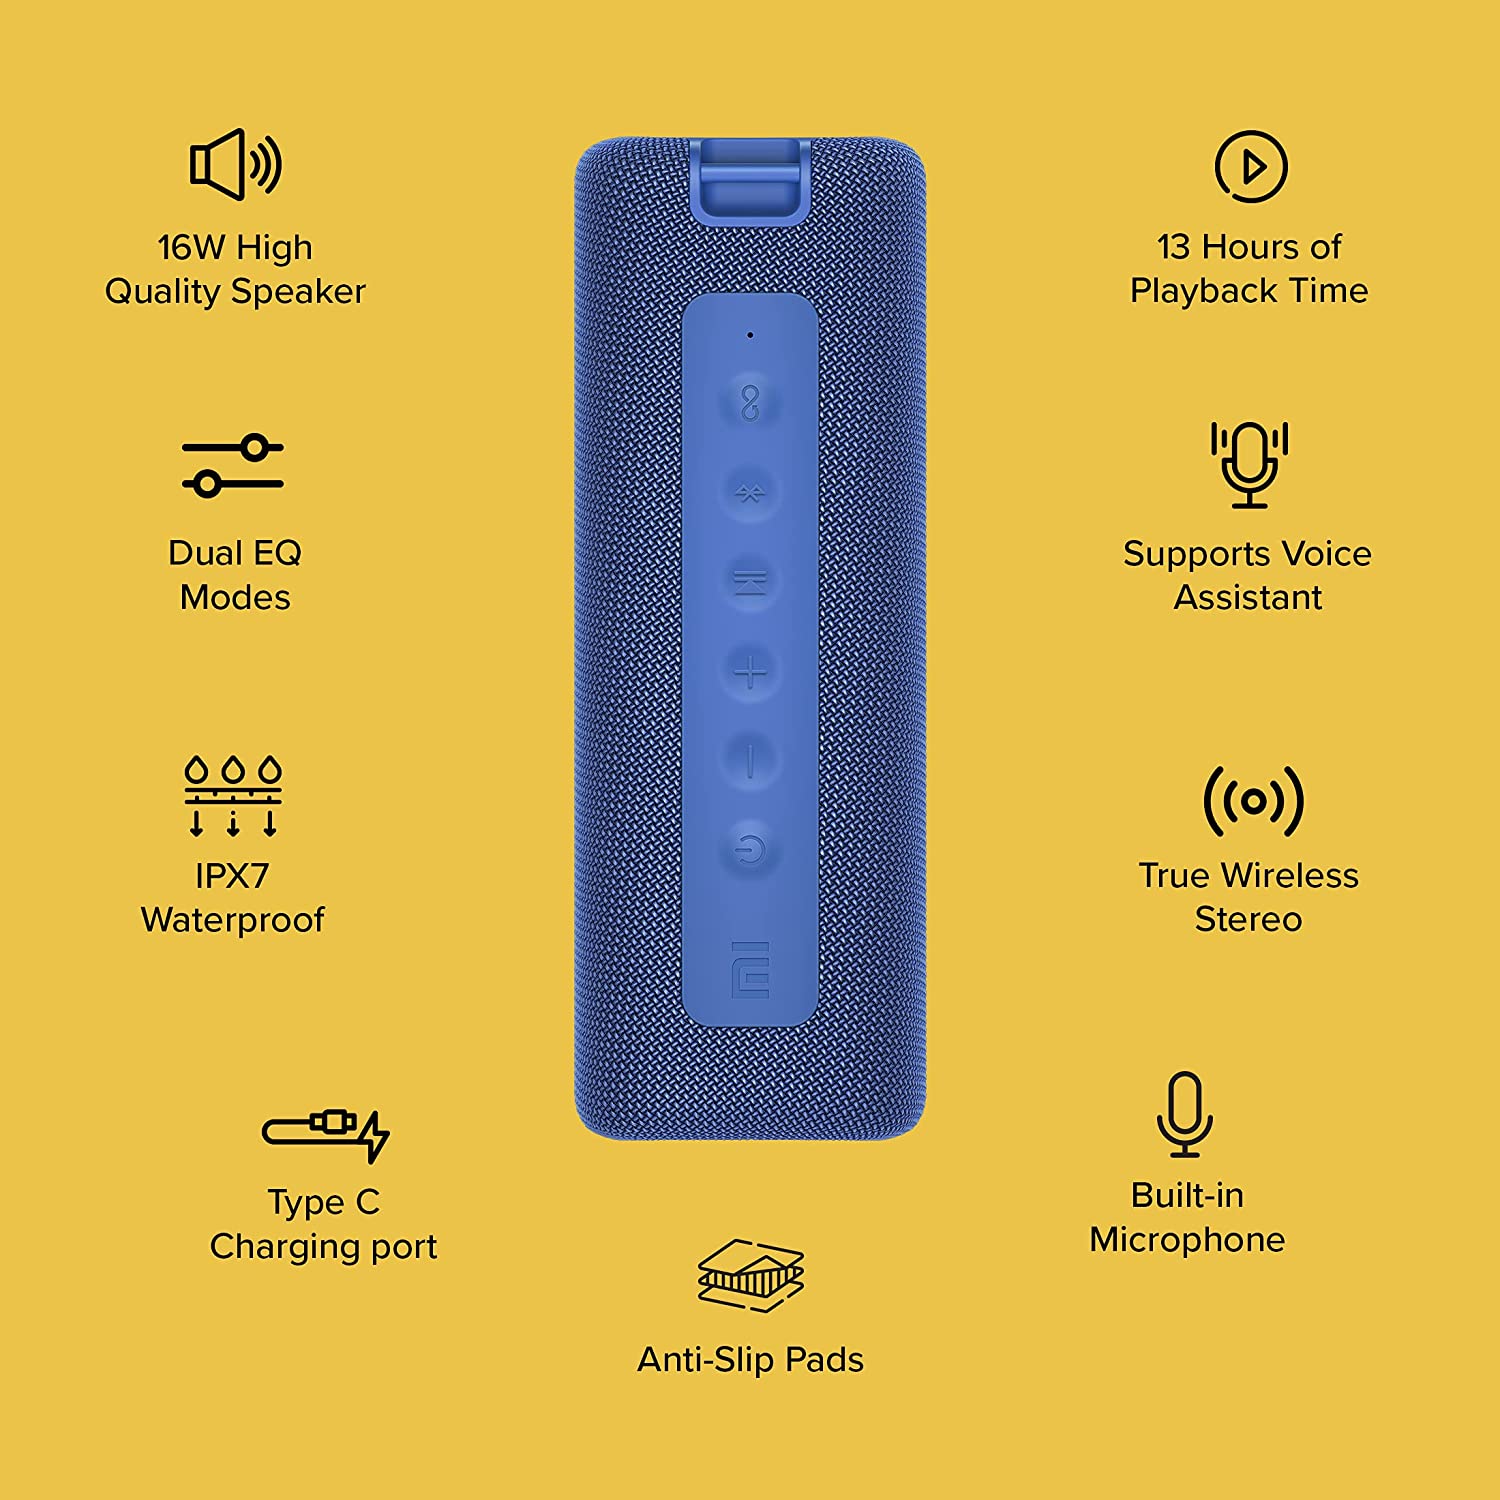 16W High
Quality Speaker
13 Hours of
Playback Time
Dual EQ
Modes
Supports Voice
Assistant
IPX7
Waterproof
True Wireless
Stereo
Type C
Charging port
Built-in
Microphone
Anti-Slip Pads